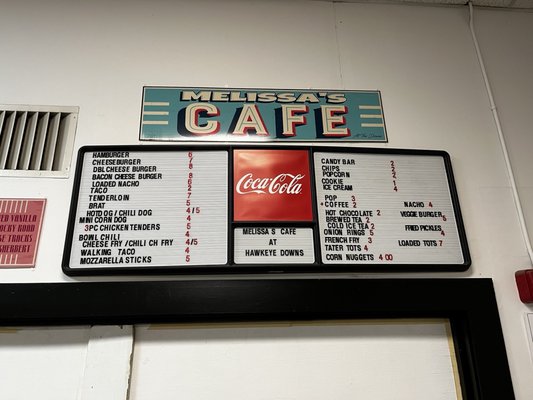 MELISSA'S
CAFE
HAMBURGER 6
CHEESEBURGER 7
DBL CHEESE BURGER 8
BACON CHEESE BURGER 8
LOADED NACHO 6
TACO 2
TENDERLOIN 7
BRAT 5
HOTDOG / CHILI DOG 4/5
MINI CORN DOG 4
3 PC CHICKEN TENDERS 5
BOWL CHILI 4
CHEESE FRY / CHILI CH FRY 4/5
WALKING TACO 4
MOZZARELLA STICKS 5
Coca-Cola
MELISSA'S CAFE
AT
HAWKEYE DOWNS
CANDY BAR 2
CHIPS
POPCORN
COOKIE
ICE CREAM 4
POP 3
COFFEE 2
HOT CHOCOLATE 2
BREWED TEA 2
COLD ICE TEA 2
ONION RINGS 5
FRENCH FRY 3
TATER TOTS 4
CORN NUGGETS 4 00
NACHO 4
VEGGIE BURGER 6
FRIED PICKLES 4
LOADED TOTS 7